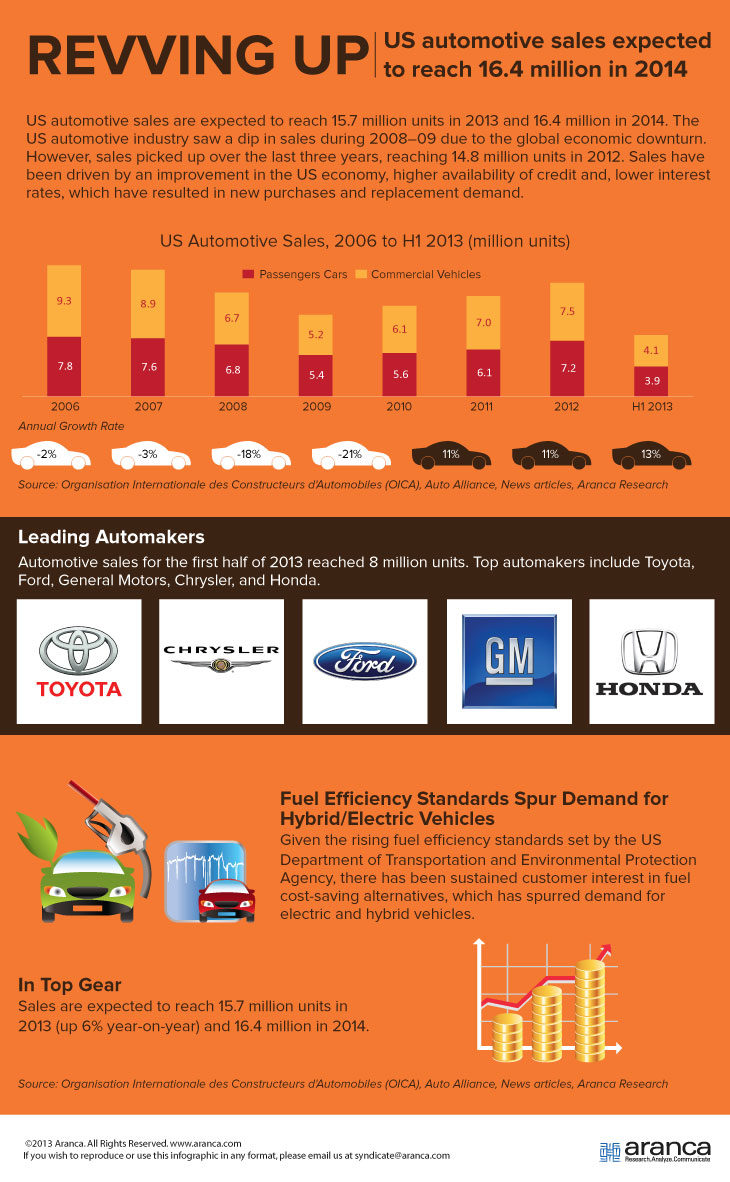 REVVING UP
US automotive sales expected
to reach 16.4 million in 2014
US automotive sales are expected to reach 15.7 million units in 2013 and 16.4 million in 2014. The
US automotive industry saw a dip in sales during 2008–09 due to the global economic downturn.
However, sales picked up over the last three years, reaching 14.8 million units in 2012. Sales have
been driven by an improvement in the US economy, higher availability of credit and, lower interest
rates, which have resulted in new purchases and replacement demand.
US Automotive Sales, 2006 to H1 2013 (million units)
Passengers Cars Commercial Vehicles
9.3 8.9 6.7 5.2 6.1 7.0 7.5 4.1
7.8 7.6 6.8 5.4 5.6 6.1 7.2 3.9
2006 2007 2008 2009 2010 2011 2012 H1 2013
Annual Growth Rate
-2% -3% -18% -21% 11% 11% 13%
Source: Organisation Internationale des Constructeurs d'Automobiles (OICA), Auto Alliance, News articles, Aranca Research
Leading Automakers
Automotive sales for the first half of 2013 reached 8 million units. Top automakers include Toyota,
Ford, General Motors, Chrysler, and Honda.
TOYOTA
CHRYSLER
Ford
GM
HONDA
Fuel Efficiency Standards Spur Demand for
Hybrid/Electric Vehicles
Given the rising fuel efficiency standards set by the US
Department of Transportation and Environmental Protection
Agency, there has been sustained customer interest in fuel
cost-saving alternatives, which has spurred demand for
electric and hybrid vehicles.
In Top Gear
Sales are expected to reach 15.7 million units in
2013 (up 6% year-on-year) and 16.4 million in 2014.
Source: Organisation Internationale des Constructeurs d'Automobiles (OICA), Auto Alliance, News articles, Aranca Research
©2013 Aranca. All Rights Reserved. www.aranca.com
If you wish to reproduce or use this infographic in any format, please email us at syndicate@aranca.com
aranca
Research.Analyze.Communicate